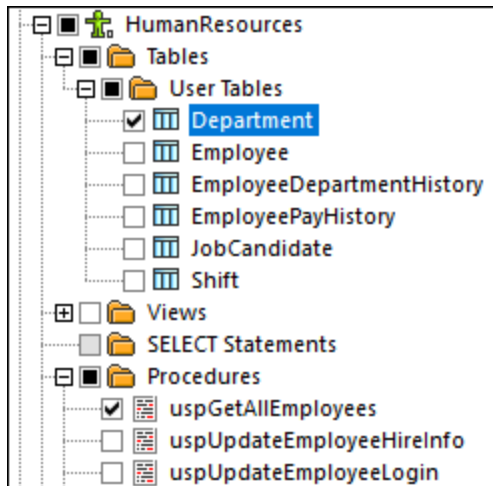 HumanResources
Tables
User Tables
Department
Employee
EmployeeDepartmentHistory
EmployeePayHistory
JobCandidate
Shift
Views
SELECT Statements
Procedures
uspGetAllEmployees
uspUpdateEmployeeHireInfo
uspUpdateEmployeeLogin